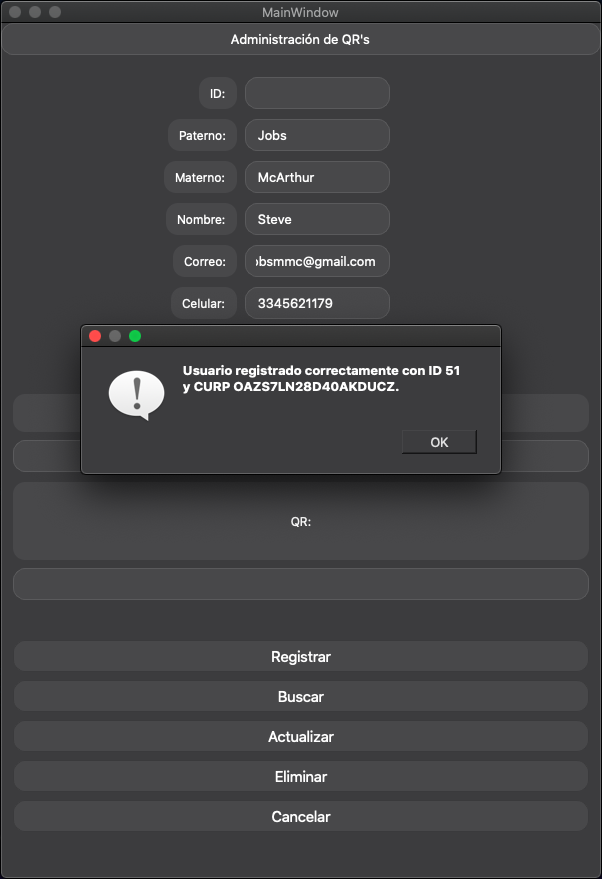 MainWindow
Administración de QR's
ID:
Paterno: Jobs
Materno: McArthur
Nombre: Steve
Correo: obsmmc@gmail.com
Celular: 3345621179
Usuario registrado correctamente con ID 51
y CURP OAZS7LN28D40AKDUCZ.
OK
QR:
Registrar
Buscar
Actualizar
Eliminar
Cancelar